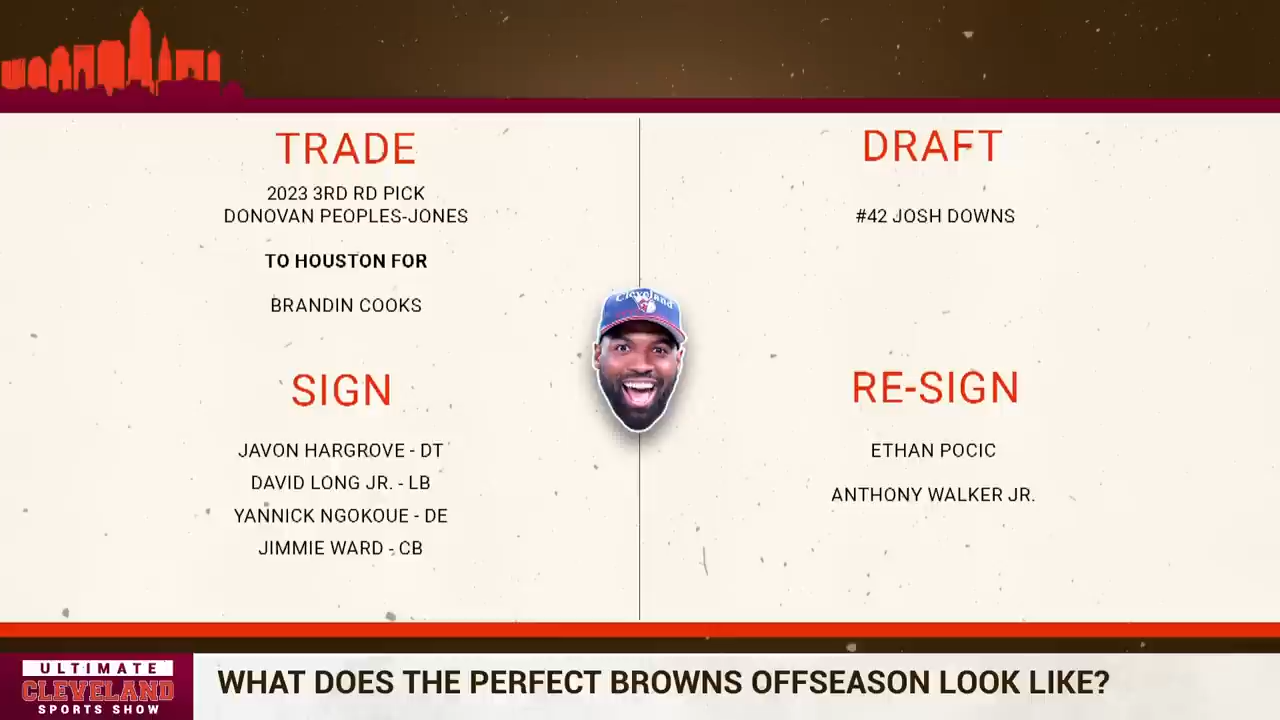 TRADE
2023 3RD RD PICK
DONOVAN PEOPLES-JONES
TO HOUSTON FOR
BRANDIN COOKS
SIGN
JAVON HARGROVE - DT
DAVID LONG JR. - LB
YANNICK NGOKOUE - DE
JIMMIE WARD - CB
DRAFT
#42 JOSH DOWNS
RE-SIGN
ETHAN POCIC
ANTHONY WALKER JR.
Cleveland
ULTIMATE
CLEVELAND
SPORTS SHOW
WHAT DOES THE PERFECT BROWNS OFFSEASON LOOK LIKE?